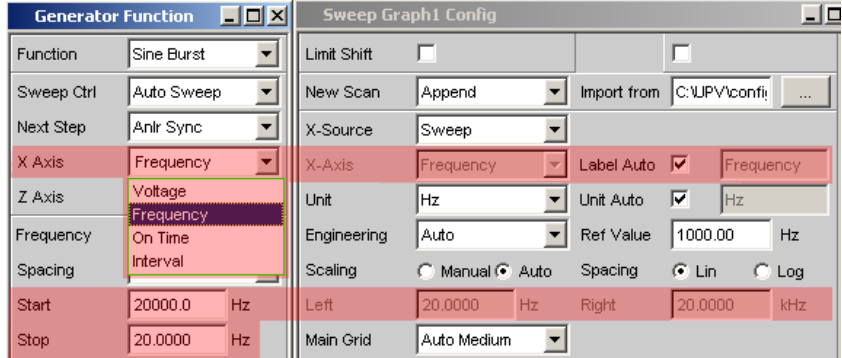 Generator Function
Function Sine Burst
Sweep Ctrl Auto Sweep
Next Step Anlr Sync
X Axis Frequency
Voltage
Z Axis
Frequency
Frequency On Time
Interval
Spacing
Start 20000.0 Hz
Stop 20.0000 Hz
Sweep Graph1 Config
Limit Shift
New Scan Append Import from C:\UPV\config ...
X-Source Sweep
X-Axis Frequency Label Auto Frequency
Unit Hz Unit Auto Hz
Engineering Auto Ref Value 1000.00 Hz
Scaling Manual Auto Spacing Lin Log
Left 20.0000 Hz Right 20.0000 kHz
Main Grid Auto Medium